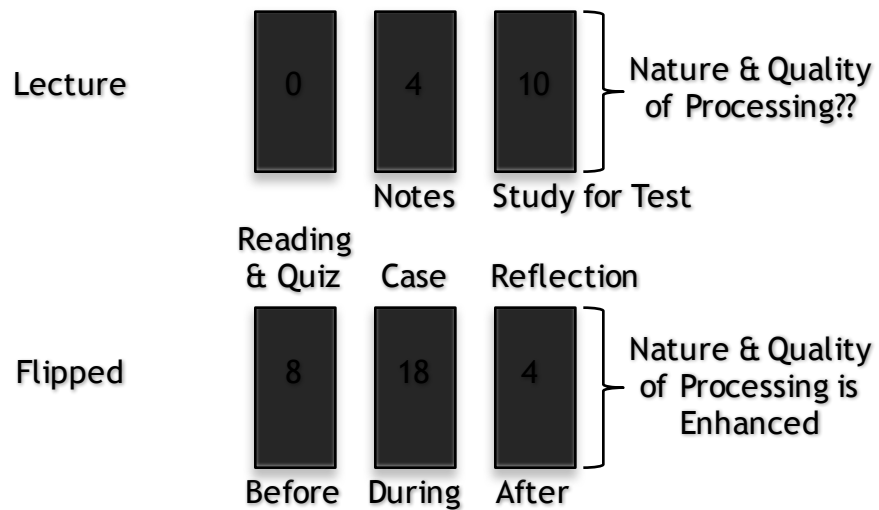 Lecture
0
4
10
Nature & Quality
of Processing??
Notes
Study for Test
Reading
& Quiz
Case
Reflection
Flipped
8
18
4
Nature & Quality
of Processing is
Enhanced
Before
During
After